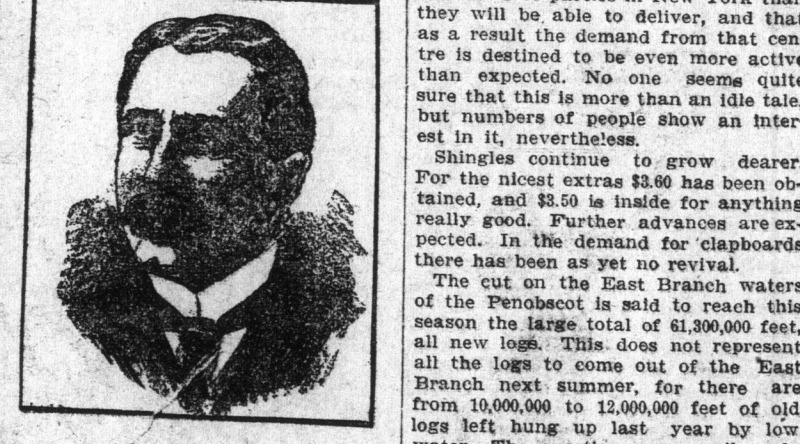 they will be able to deliver, and that
as a result the demand from that cen
tre is destined to be even more active
than expected. No one seems quite
sure that this is more than an idle tale,
but numbers of people show an inter
est in it, nevertheless.
Shingles continue to grow dearer.
For the nicest extras $3.60 has been ob-
tained, and $3.50 is inside for anything
really good. Further advances are ex-
pected. In the demand for clapboards
there has been as yet no revival.
The cut on the East Branch waters
of the Penobscot is said to reach this
season the large total of 61,300,000 feet,
all new logs. This does not represent
all the logs to come out of the East
Branch next summer, for there are
from 10,000,000 to 12,000,000 feet of old
logs left hung up last year by low